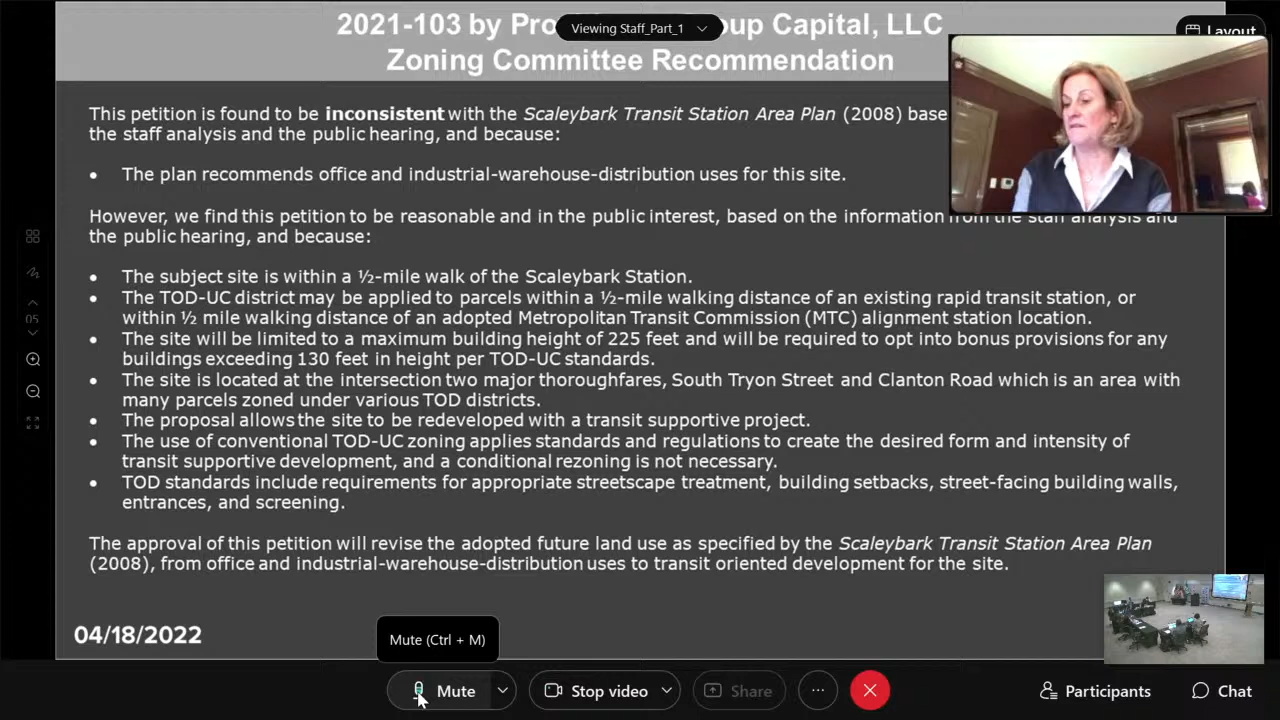 2021-103 by Pro oup Capital, LLC
Viewing Staff_Part_1
Layout
Zoning Committee Recommendation
This petition is found to be inconsistent with the Scaleybark Transit Station Area Plan (2008) base
the staff analysis and the public hearing, and because:
• The plan recommends office and industrial-warehouse-distribution uses for this site.
However, we find this petition to be reasonable and in the public interest, based on the information from the staff analysis and
the public hearing, and because:
• The subject site is within a ½-mile walk of the Scaleybark Station.
• The TOD-UC district may be applied to parcels within a ½-mile walking distance of an existing rapid transit station, or
within ½ mile walking distance of an adopted Metropolitan Transit Commission (MTC) alignment station location.
• The site will be limited to a maximum building height of 225 feet and will be required to opt into bonus provisions for any
buildings exceeding 130 feet in height per TOD-UC standards.
• The site is located at the intersection two major thoroughfares, South Tryon Street and Clanton Road which is an area with
many parcels zoned under various TOD districts.
• The proposal allows the site to be redeveloped with a transit supportive project.
• The use of conventional TOD-UC zoning applies standards and regulations to create the desired form and intensity of
transit supportive development, and a conditional rezoning is not necessary.
• TOD standards include requirements for appropriate streetscape treatment, building setbacks, street-facing building walls,
entrances, and screening.
The approval of this petition will revise the adopted future land use as specified by the Scaleybark Transit Station Area Plan
(2008), from office and industrial-warehouse-distribution uses to transit oriented development for the site.
05
04/18/2022
Mute (Ctrl + M)
Mute
Stop video
Share
Participants
Chat